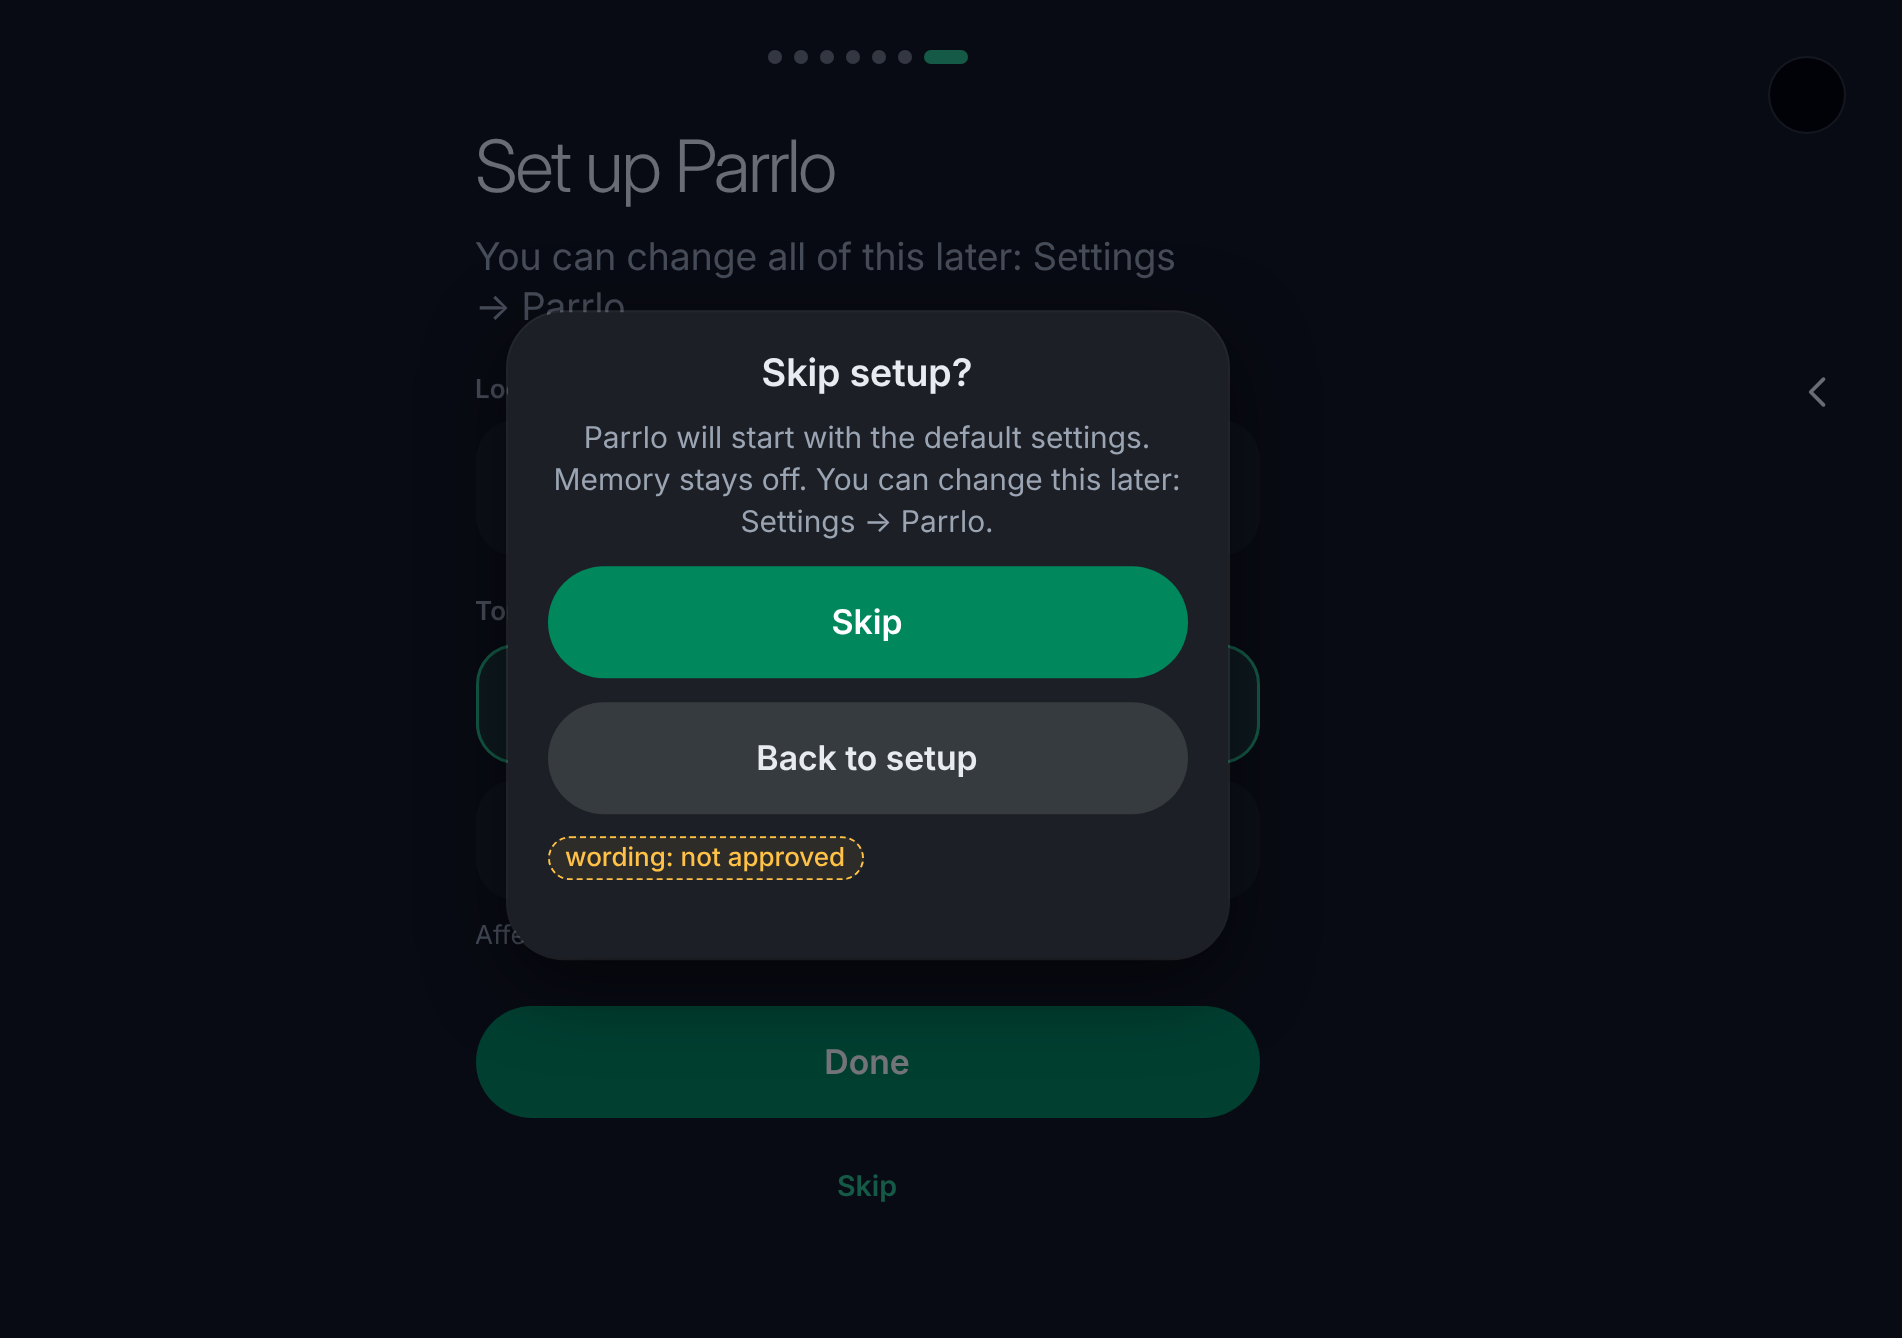 Set up Parrlo
You can change all of this later: Settings
→ Parrlo
Skip setup?
Parrlo will start with the default settings.
Memory stays off. You can change this later:
Settings → Parrlo.
Skip
Back to setup
wording: not approved
Done
Skip